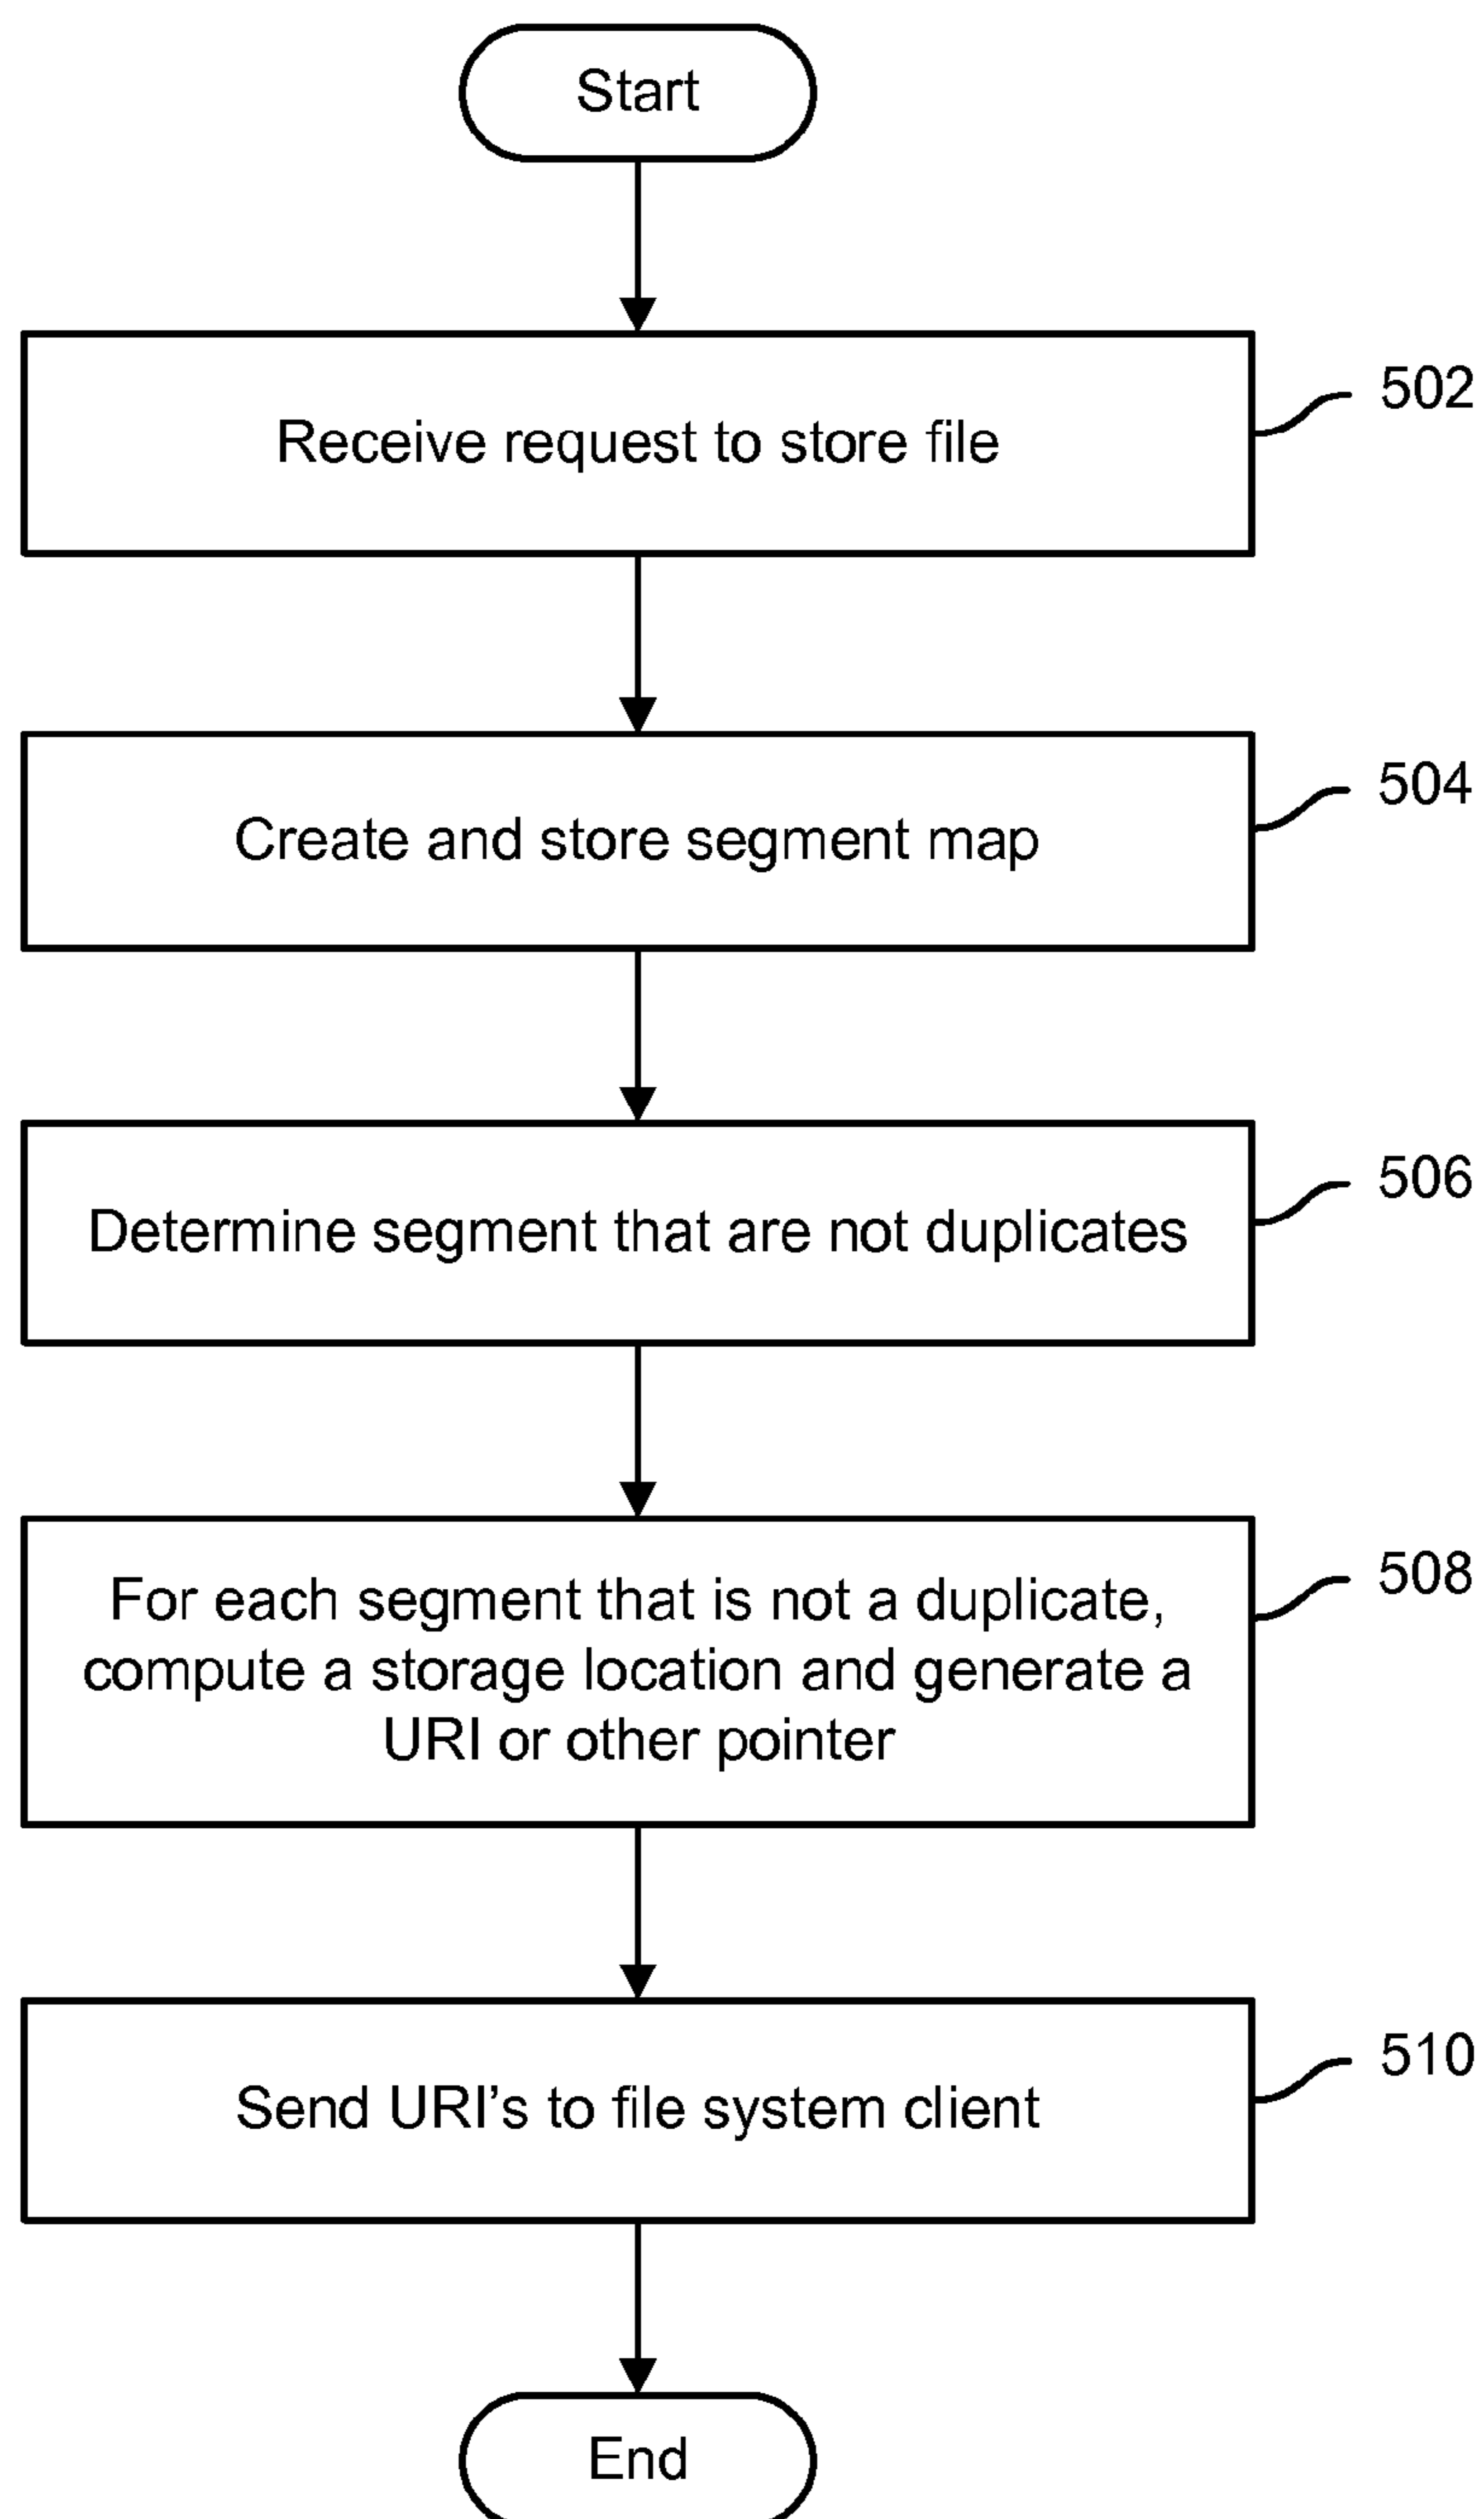 Start
Receive request to store file
502
Create and store segment map
504
Determine segment that are not duplicates
506
For each segment that is not a duplicate,
compute a storage location and generate a
URI or other pointer
508
Send URI's to file system client
510
End